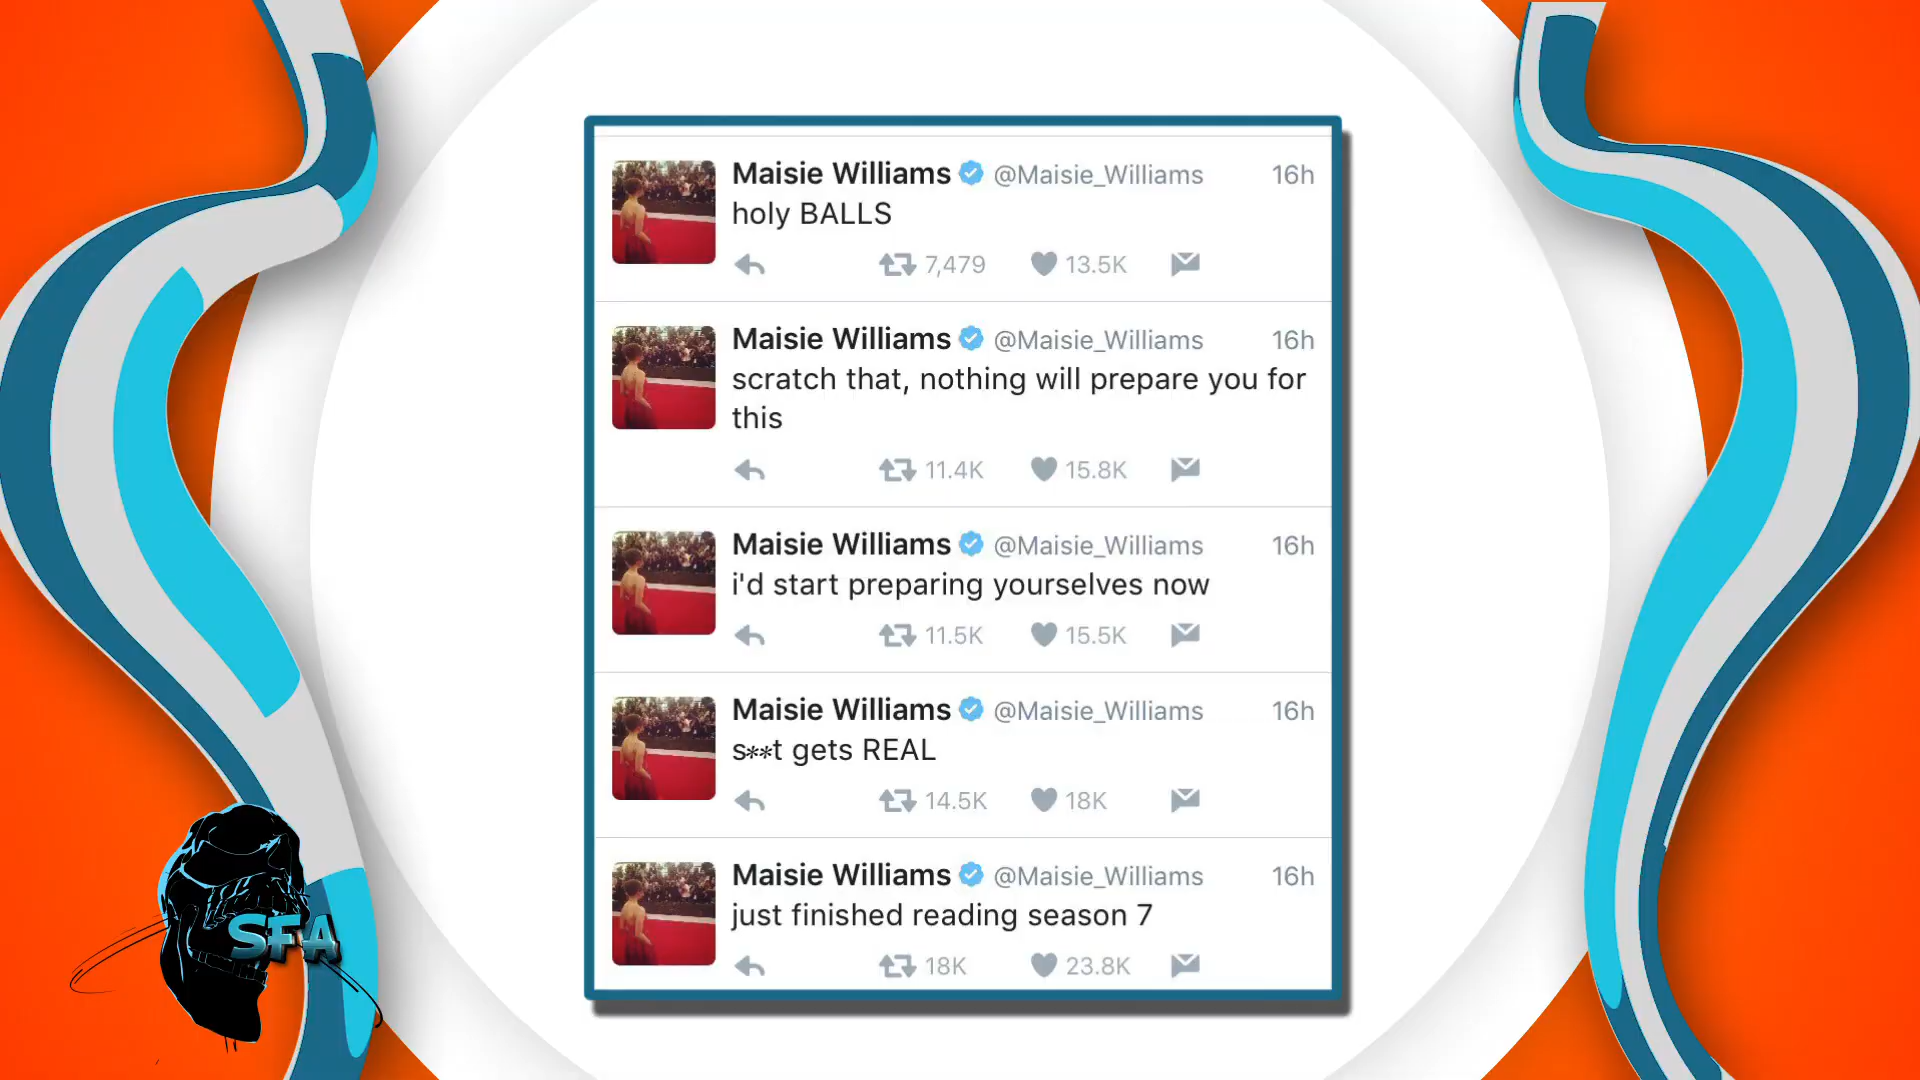 Maisie Williams @Maisie_Williams 16h
holy BALLS
7,479 13.5K
Maisie Williams @Maisie_Williams 16h
scratch that, nothing will prepare you for
this
11.4K 15.8K
Maisie Williams @Maisie_Williams 16h
i'd start preparing yourselves now
11.5K 15.5K
Maisie Williams @Maisie_Williams 16h
s**t gets REAL
14.5K 18K
Maisie Williams @Maisie_Williams 16h
just finished reading season 7
18K 23.8K
SFA